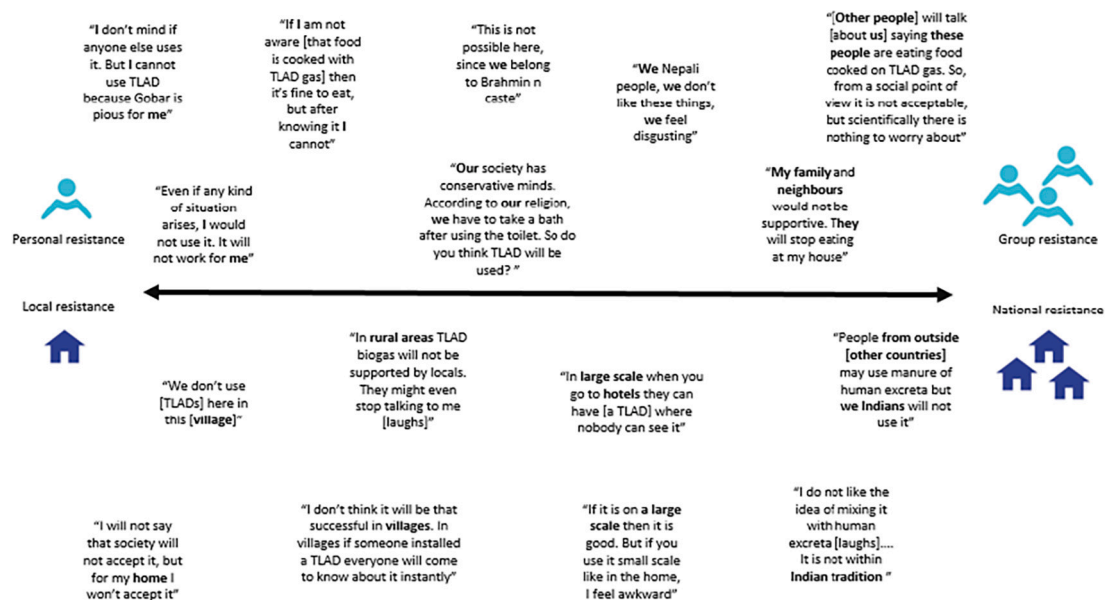 “I don’t mind if
anyone else uses
it. But I cannot
use TLAD
because Gobar is
pious for me”
“If I am not
aware [that food
is cooked with
TLAD gas] then
it’s fine to eat,
but after
knowing it I
cannot”
“This is not
possible here,
since we belong
to Brahmin n
caste”
“We Nepali
people, we don’t
like these things,
we feel
disgusting”
“[Other people] will talk
[about us] saying these
people are eating food
cooked on TLAD gas. So,
from a social point of
view it is not acceptable,
but scientifically there is
nothing to worry about”
Personal resistance
“Even if any kind
of situation
arises, I would
not use it. It will
not work for me”
“Our society has
conservative minds.
According to our religion,
we have to take a bath
after using the toilet. So do
you think TLAD will be
used? ”
“My family and
neighbours
would not be
supportive. They
will stop eating
at my house”
Group resistance
Local resistance
National resistance
“We don’t use
[TLADs] here in
this [village]”
“In rural areas TLAD
biogas will not be
supported by locals.
They might even
stop talking to me
[laughs]”
“In large scale when you
go to hotels they can
have [a TLAD] where
nobody can see it”
“People from outside
[other countries]
may use manure of
human excreta but
we Indians will not
use it”
“I will not say
that society will
not accept it, but
for my home I
won’t accept it”
“I don’t think it will be that
successful in villages. In
villages if someone installed
a TLAD everyone will come
to know about it instantly”
“If it is on a large
scale then it is
good. But if you
use it small scale
like in the home,
I feel awkward”
“I do not like the
idea of mixing it
with human
excreta [laughs]....
It is not within
Indian tradition ”